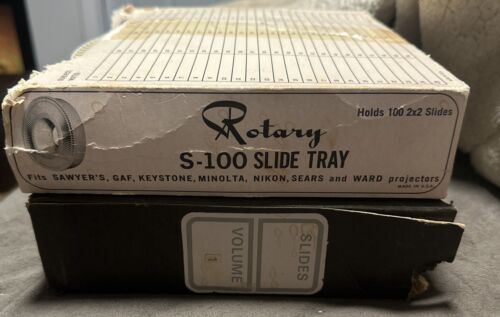 Rotary
Holds 100 2x2 Slides
S-100 SLIDE TRAY
Fits SAWYER'S, GAF, KEYSTONE, MINOLTA, NIKON, SEARS and WARD projectors
MADE IN U.S.A.
SLIDES
VOLUME